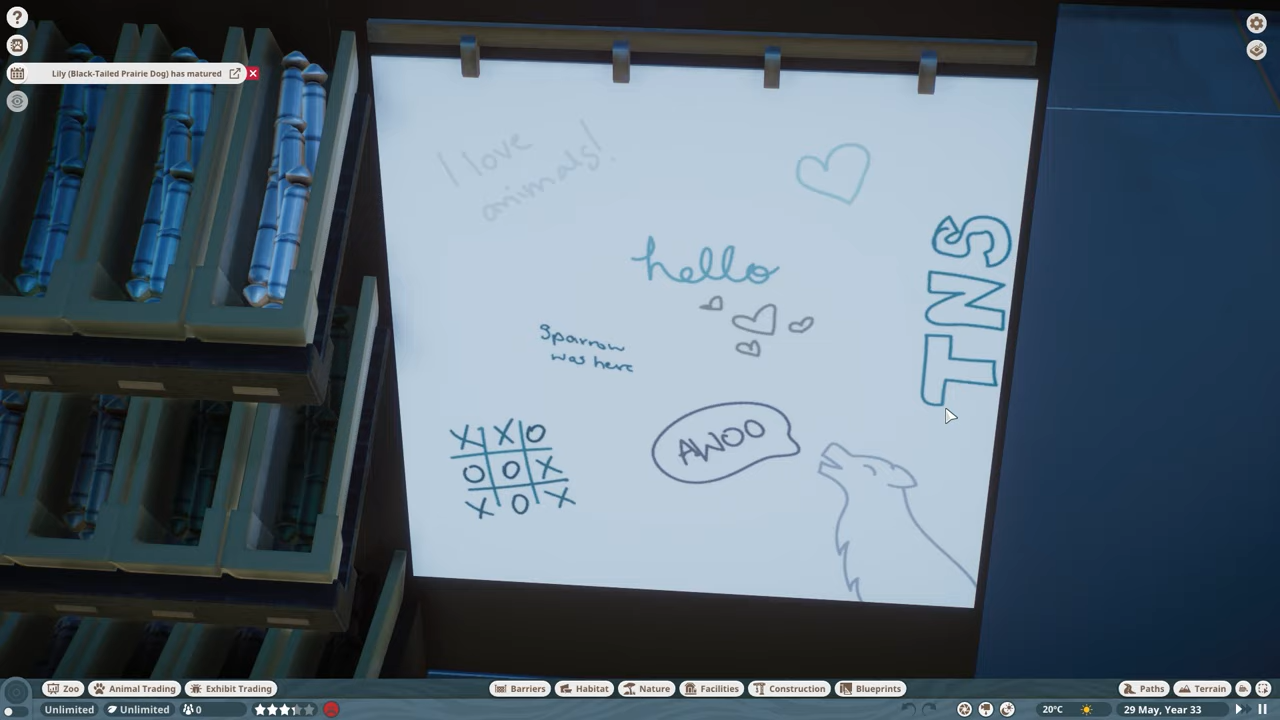 Lily (Black-Tailed Prairie Dog) has matured
I love
animals!
hello
TNS
Sparrow
was here
AWOO
X X O
O O X
X O X
Zoo
Animal Trading
Exhibit Trading
Barriers
Habitat
Nature
Facilities
Construction
Blueprints
Paths
Terrain
Unlimited
Unlimited
0
20°C
29 May, Year 33